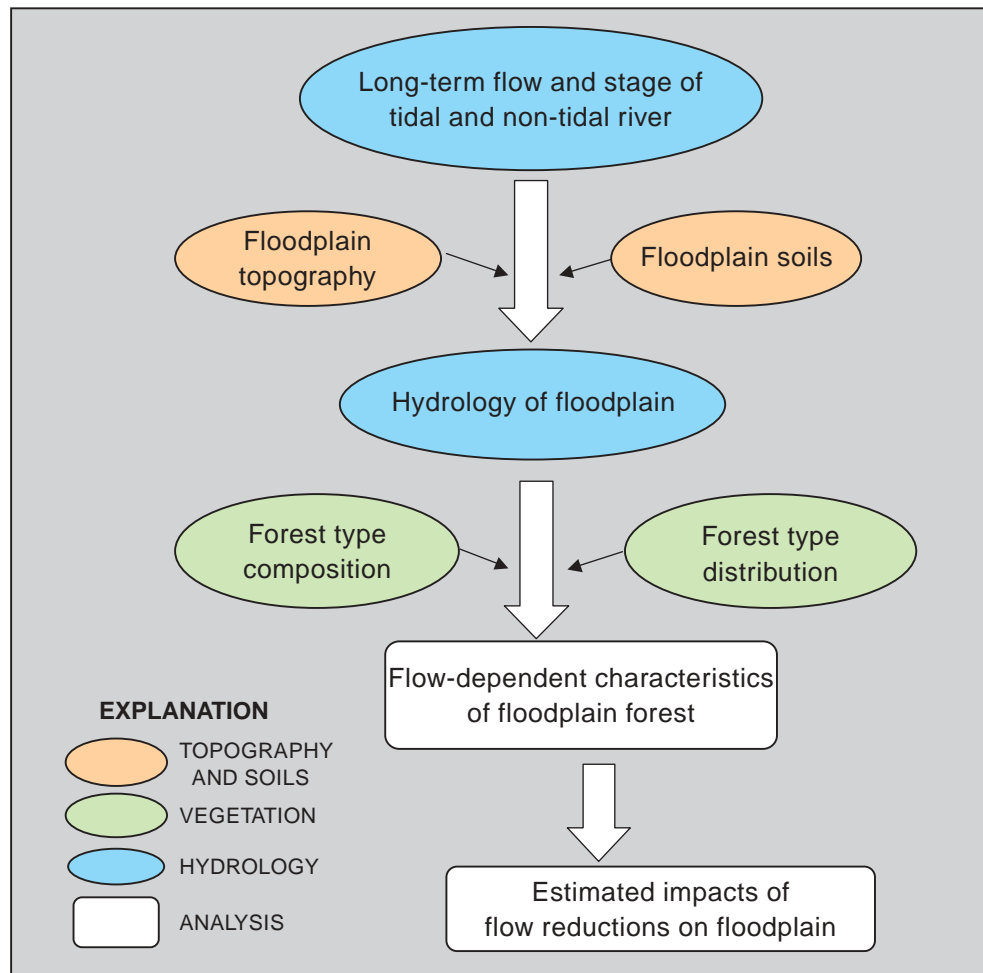 Long-term flow and stage of
tidal and non-tidal river
Floodplain
topography
Floodplain soils
Hydrology of floodplain
Forest type
composition
Forest type
distribution
Flow-dependent characteristics
of floodplain forest
EXPLANATION
TOPOGRAPHY
AND SOILS
VEGETATION
HYDROLOGY
ANALYSIS
Estimated impacts of
flow reductions on floodplain